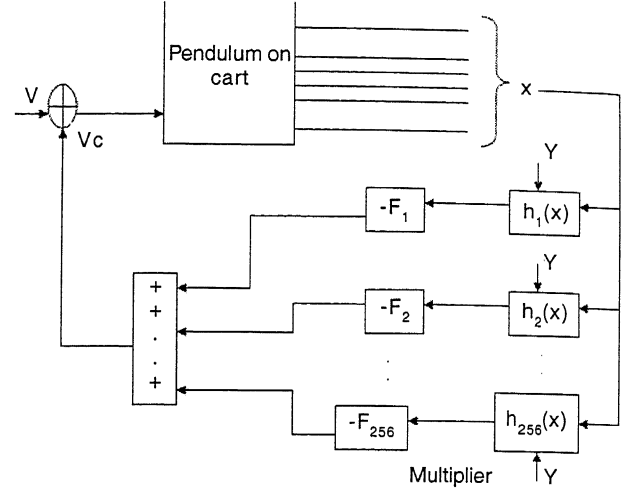 Pendulum on
cart
V
Vc
x
Y
-F₁
h₁(x)
Y
+
+
.
.
+
-F₂
h₂(x)
-F₂₅₆
h₂₅₆(x)
Multiplier
Y